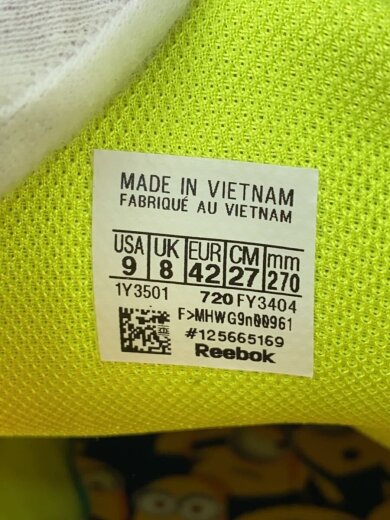 MADE IN VIETNAM
FABRIQUÉ AU VIETNAM
USA UK EUR CM mm
9 8 42 27 270
1Y3501 720 FY3404
F>MHWG9n00961
#125665169
Reebok